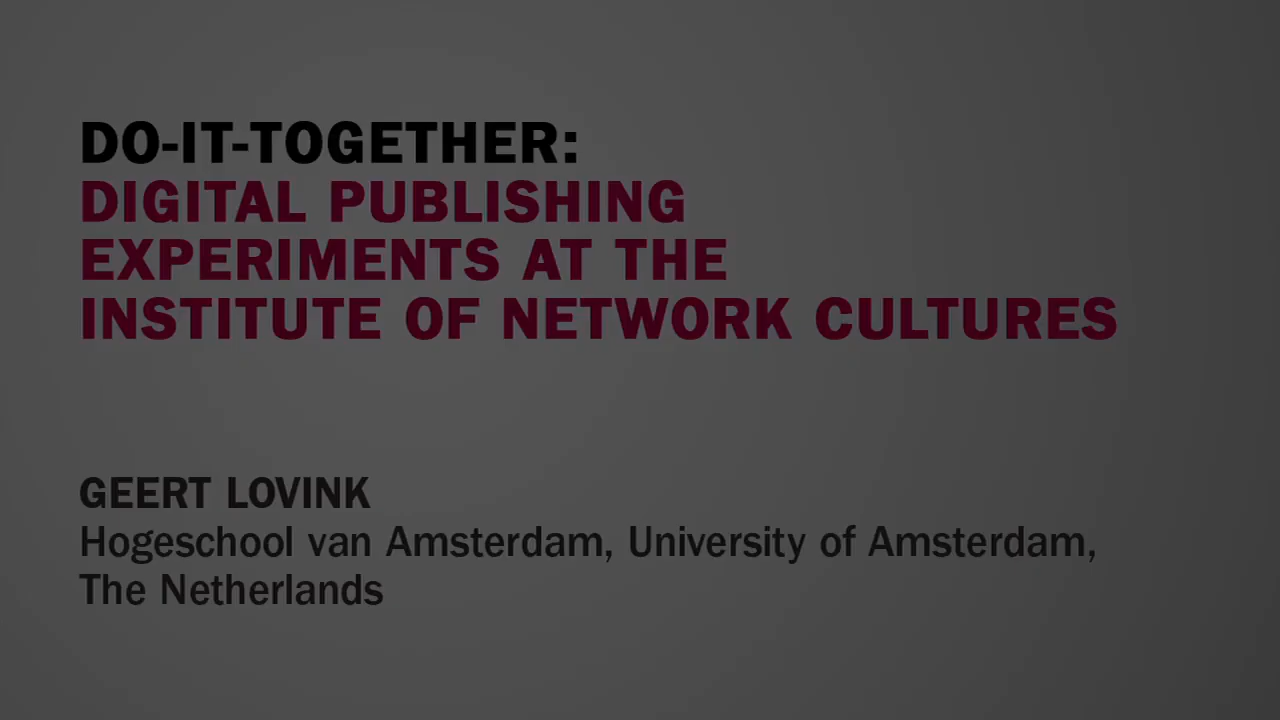 DO-IT-TOGETHER:
DIGITAL PUBLISHING
EXPERIMENTS AT THE
INSTITUTE OF NETWORK CULTURES
GEERT LOVINK
Hogeschool van Amsterdam, University of Amsterdam,
The Netherlands